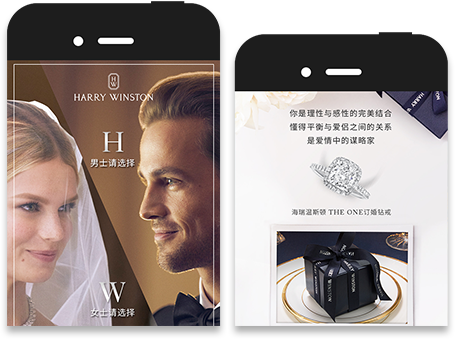 HW
HARRY WINSTON
H
男士请选择
W
女士请选择
你是理性与感性的完美结合
懂得平衡与爱侣之间的关系
是爱情中的谋略家
海瑞温斯顿 THE ONE订婚钻戒
HARRY WINSTON